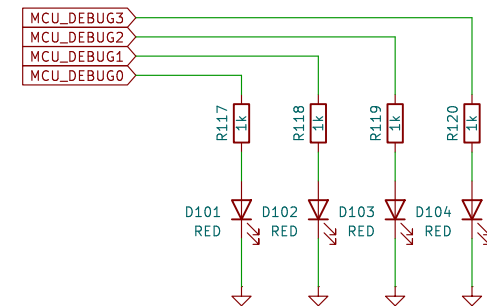 MCU_DEBUG3
MCU_DEBUG2
MCU_DEBUG1
MCU_DEBUG0
R117 1k R118 1k R119 1k R120 1k
D101 D102 D103 D104
RED RED RED RED